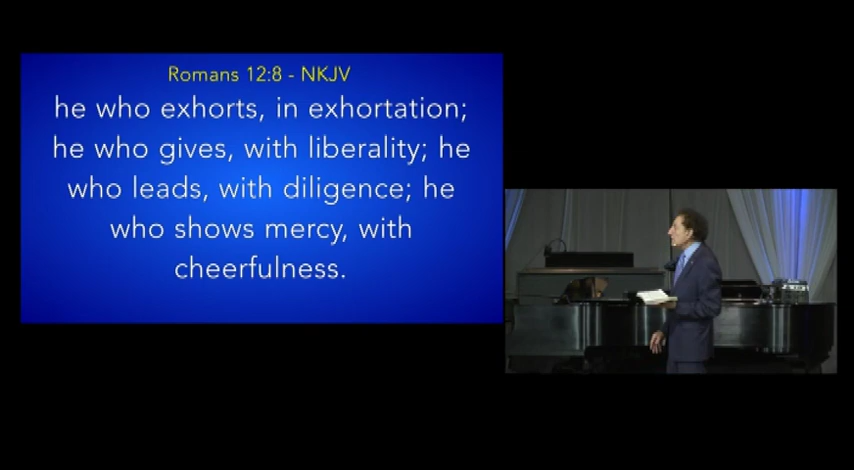 Romans 12:8 - NKJV
he who exhorts, in exhortation;
he who gives, with liberality; he
who leads, with diligence; he
who shows mercy, with
cheerfulness.